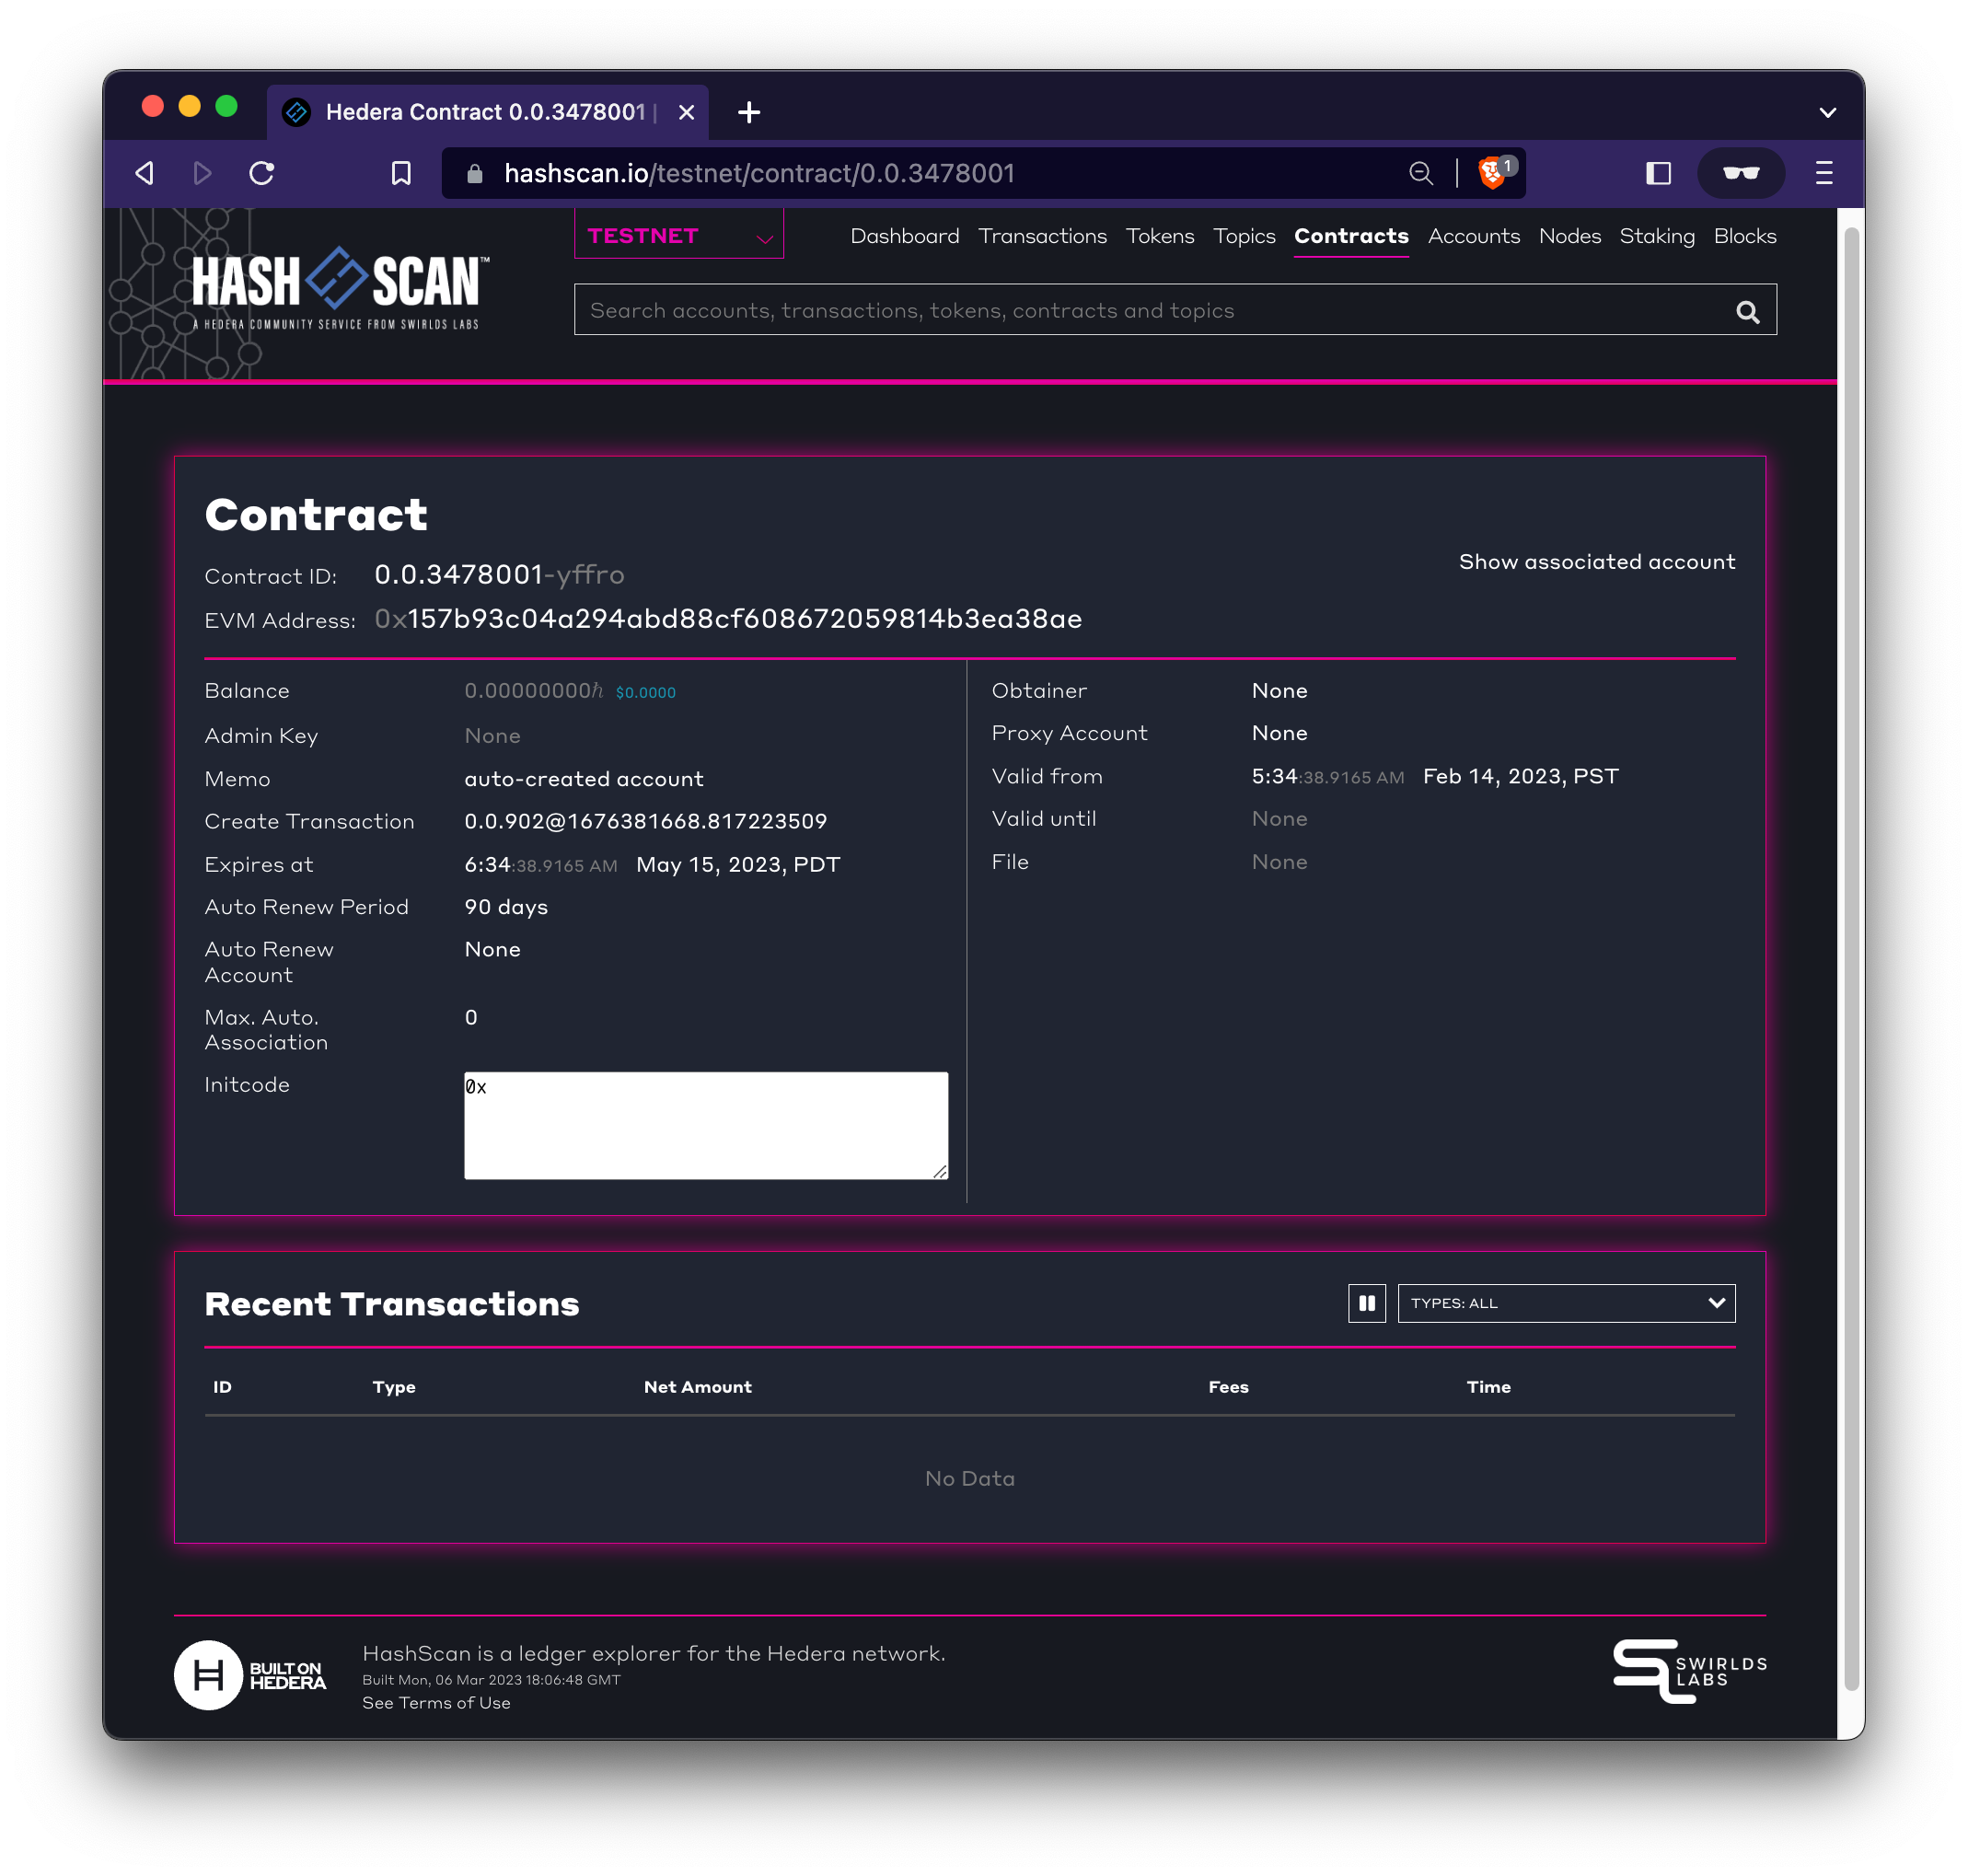 Hedera Contract 0.0.3478001 |
hashscan.io/testnet/contract/0.0.3478001
1
HASH SCAN™
A HEDERA COMMUNITY SERVICE FROM SWIRLDS LABS
TESTNET
Dashboard Transactions Tokens Topics Contracts Accounts Nodes Staking Blocks
Search accounts, transactions, tokens, contracts and topics
Contract
Show associated account
Contract ID: 0.0.3478001-yffro
EVM Address: 0x157b93c04a294abd88cf608672059814b3ea38ae
Balance 0.00000000ℏ $0.0000
Admin Key None
Memo auto-created account
Create Transaction 0.0.902@1676381668.817223509
Expires at 6:34:38.9165 AM May 15, 2023, PDT
Auto Renew Period 90 days
Auto Renew
Account
None
Max. Auto.
Association
0
Initcode 0x
Obtainer None
Proxy Account None
Valid from 5:34:38.9165 AM Feb 14, 2023, PST
Valid until None
File None
Recent Transactions
TYPES: ALL
ID Type Net Amount Fees Time
No Data
H BUILT ON
HEDERA
HashScan is a ledger explorer for the Hedera network.
Built Mon, 06 Mar 2023 18:06:48 GMT
See Terms of Use
SWIRLDS
LABS